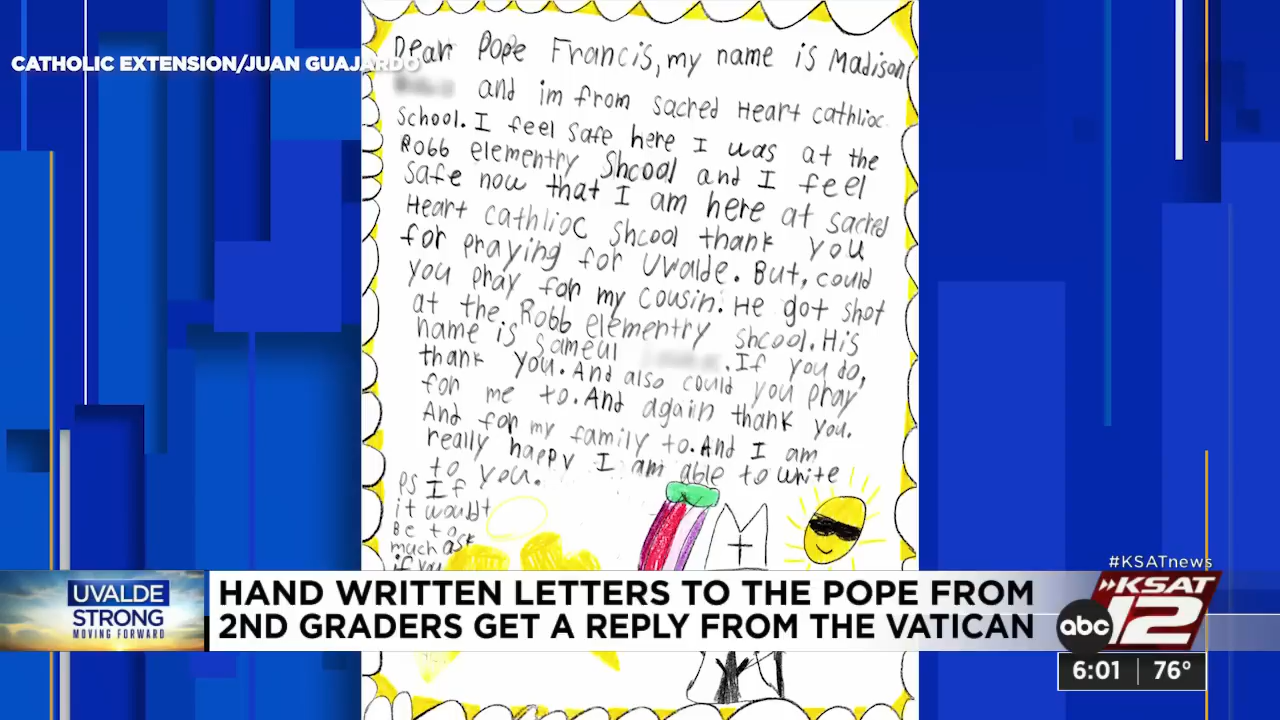 CATHOLIC EXTENSION/JUAN GUAJARDO
Dear Pope Francis, my name is Madison
and im from sacred Heart cathlioc
school. I feel safe here I was at the
Robb elementry Shcool and I feel
safe now that I am here at sacred
Heart cathlioc shcool thank you
for praying for Uvalde. But, could
you pray for my cousin. He got shot
at the Robb elementry shcool. His
name is sameul . If you do,
thank you. And also could you pray
for me to. And again thank you.
And for my family to. And I am
really happy I am able to write
to you.
Ps If
it would't
Be to
much ask
if you
#KSATnews
UVALDE
STRONG
MOVING FORWARD
HAND WRITTEN LETTERS TO THE POPE FROM
2ND GRADERS GET A REPLY FROM THE VATICAN
KSAT
abc 12
6:01 76°